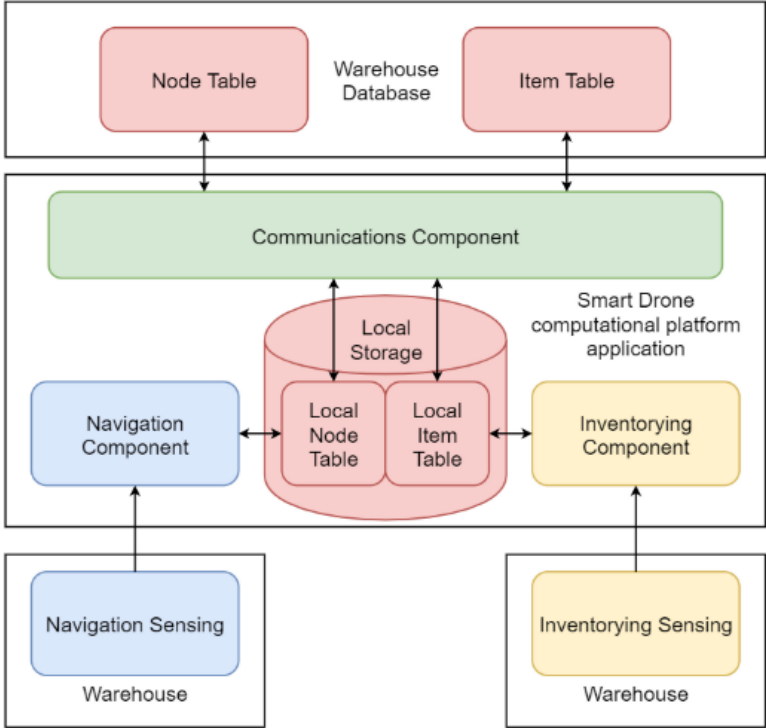 Node Table
Warehouse
Database
Item Table
Communications Component
Smart Drone
computational platform
application
Local
Storage
Navigation
Component
Local
Node
Table
Local
Item
Table
Inventorying
Component
Navigation Sensing
Warehouse
Inventorying Sensing
Warehouse